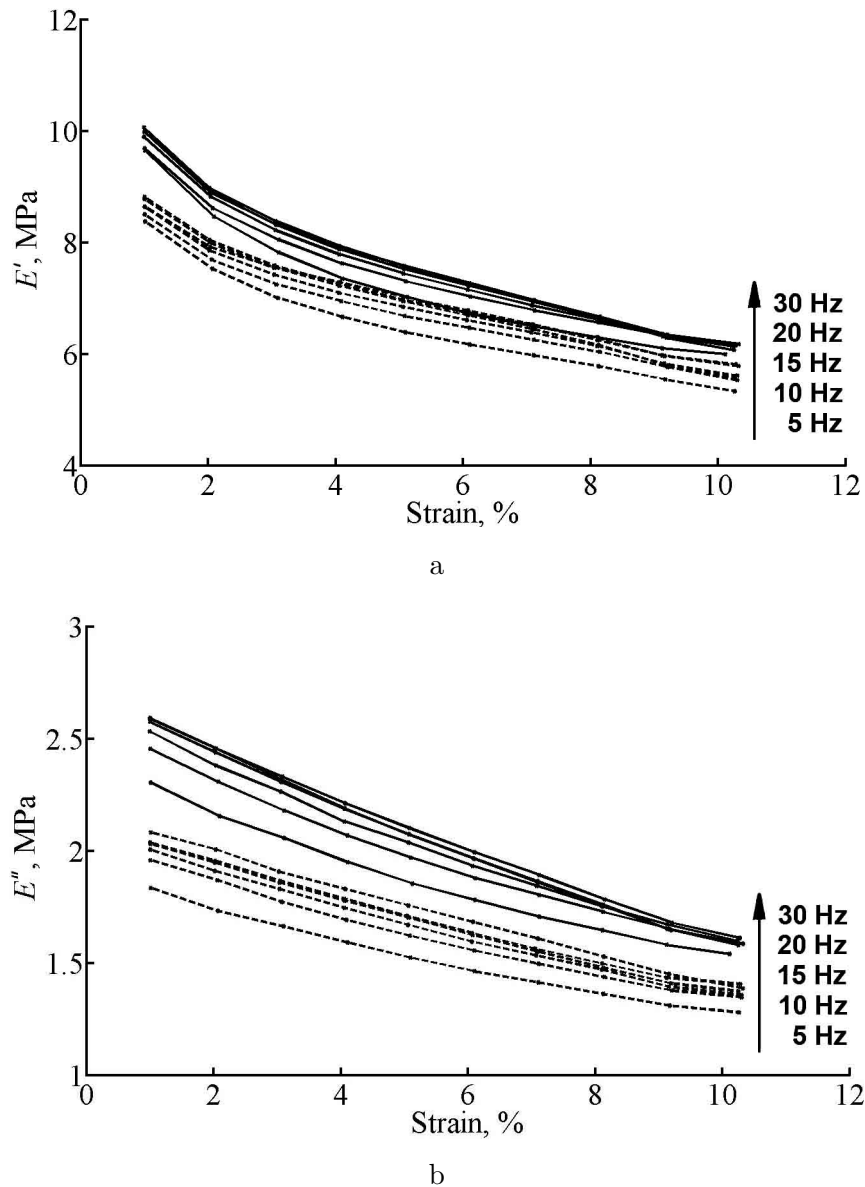 12
10
8
6
4
E′, MPa
30 Hz
20 Hz
15 Hz
10 Hz
5 Hz
0 2 4 6 8 10 12
Strain, %
a
3
2.5
2
1.5
1
E″, MPa
30 Hz
20 Hz
15 Hz
10 Hz
5 Hz
0 2 4 6 8 10 12
Strain, %
b